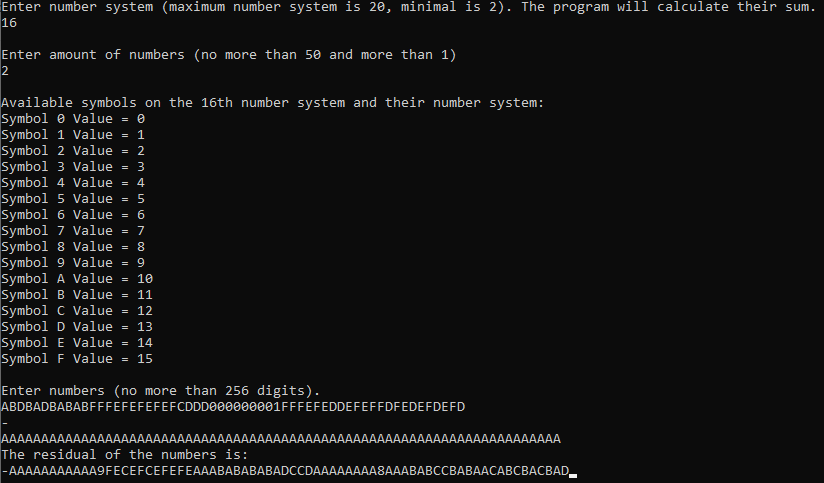 Enter number system (maximum number system is 20, minimal is 2). The program will calculate their sum.
16
Enter amount of numbers (no more than 50 and more than 1)
2
Available symbols on the 16th number system and their number system:
Symbol 0 Value = 0
Symbol 1 Value = 1
Symbol 2 Value = 2
Symbol 3 Value = 3
Symbol 4 Value = 4
Symbol 5 Value = 5
Symbol 6 Value = 6
Symbol 7 Value = 7
Symbol 8 Value = 8
Symbol 9 Value = 9
Symbol A Value = 10
Symbol B Value = 11
Symbol C Value = 12
Symbol D Value = 13
Symbol E Value = 14
Symbol F Value = 15
Enter numbers (no more than 256 digits).
ABDBADBABABFFFEFEFEFEFCDDD000000001FFFEFEDDEFEFFDFEDEFDEFD
-
AAAAAAAAAAAAAAAAAAAAAAAAAAAAAAAAAAAAAAAAAAAAAAAAAAAAAAAAAAAAAAAAAAAAAA
The residual of the numbers is:
-AAAAAAAAAAA9FECEFCEFEFEAAABABABABADCCDAAAAAAAA8AAABABCCBABAACABCBACBAD